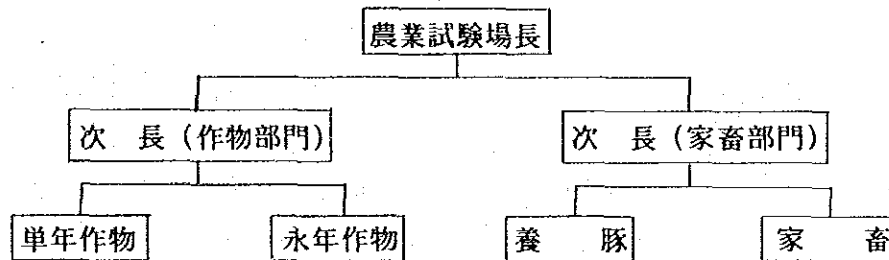 農業試験場長
次 長(作物部門) 次 長(家畜部門)
単年作物 永年作物 養 豚 家 畜